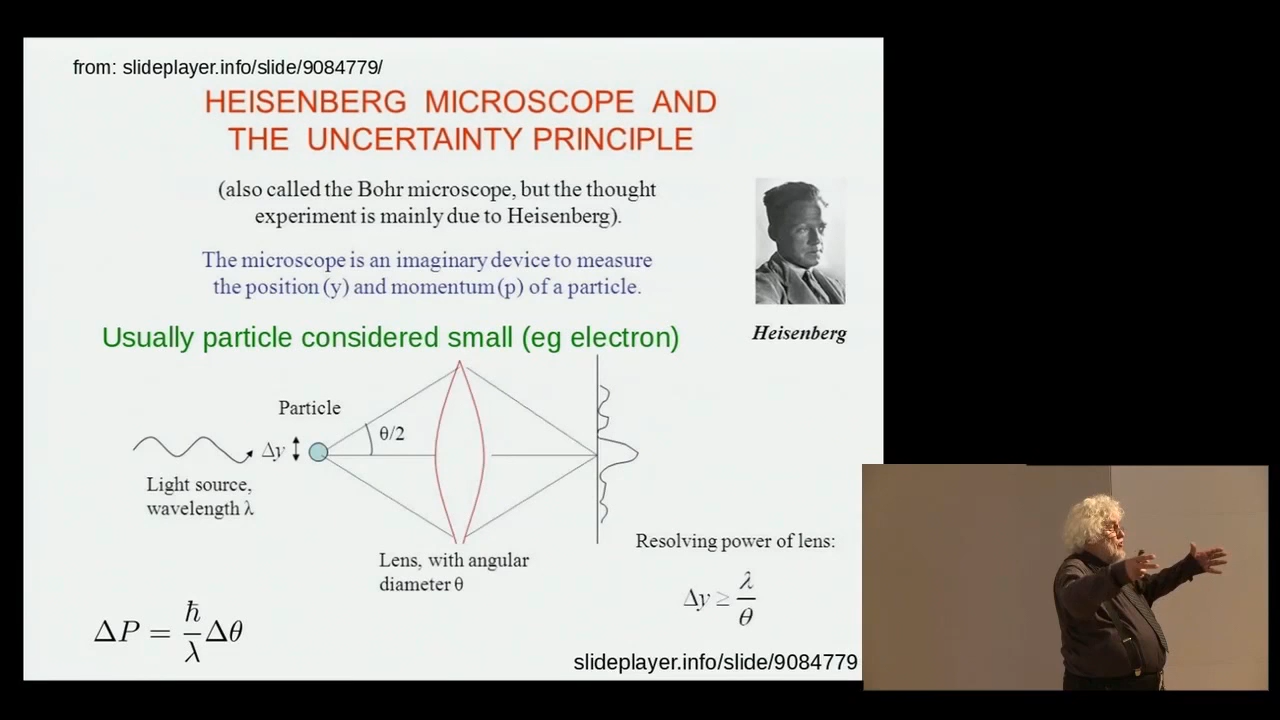 from: slideplayer.info/slide/9084779/
HEISENBERG MICROSCOPE AND
THE UNCERTAINTY PRINCIPLE
(also called the Bohr microscope, but the thought
experiment is mainly due to Heisenberg).
The microscope is an imaginary device to measure
the position (y) and momentum (p) of a particle.
Heisenberg
Usually particle considered small (eg electron)
Particle
θ/2
Δy
Light source,
wavelength λ
Lens, with angular
diameter θ
Resolving power of lens:
Δy ≥ λ/θ
ΔP = ℏ/λ Δθ
slideplayer.info/slide/9084779